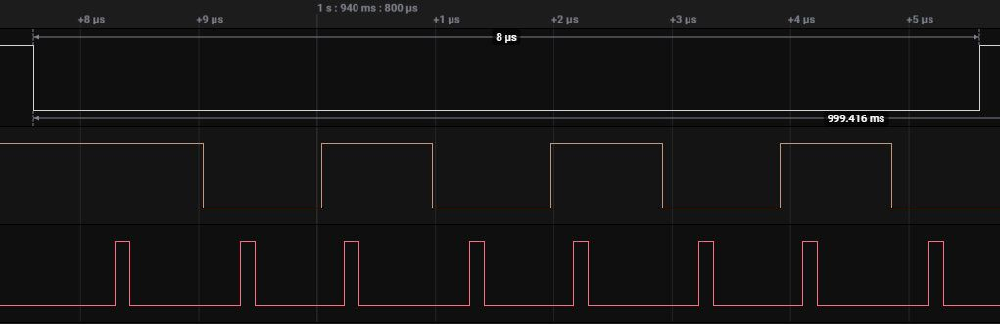 1 s : 940 ms : 800 µs
+8 µs +9 µs +1 µs +2 µs +3 µs +4 µs +5 µs
8 µs
999.416 ms